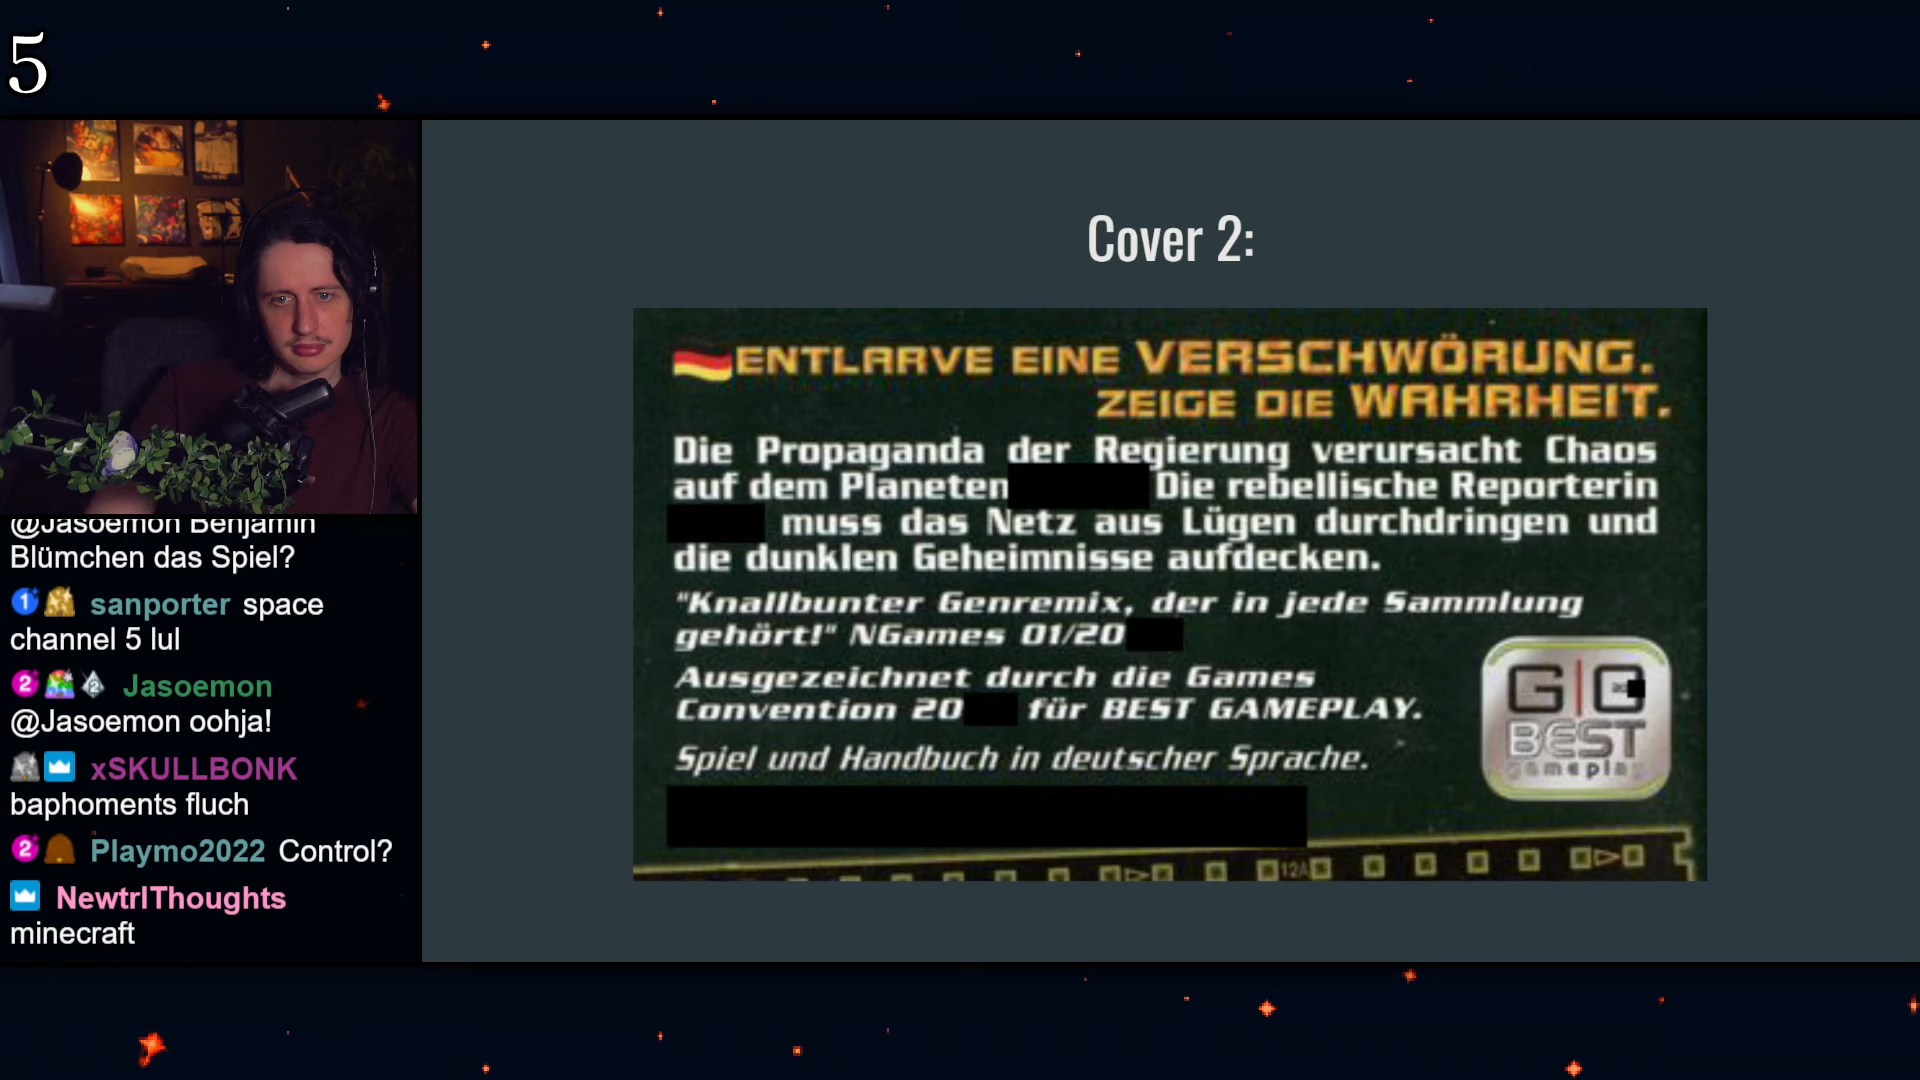 5
@Jasoemon Benjamin
Blümchen das Spiel?
sanporter space
channel 5 lul
Jasoemon
@Jasoemon oohja!
xSKULLBONK
baphoments fluch
Playmo2022 Control?
NewtrlThoughts
minecraft
Cover 2:
ENTLARVE EINE VERSCHWÖRUNG.
ZEIGE DIE WAHRHEIT.
Die Propaganda der Regierung verursacht Chaos
auf dem Planeten Die rebellische Reporterin
muss das Netz aus Lügen durchdringen und
die dunklen Geheimnisse aufdecken.
"Knallbunter Genremix, der in jede Sammlung
gehört!" NGames 01/20
Ausgezeichnet durch die Games
Convention 20 für BEST GAMEPLAY.
Spiel und Handbuch in deutscher Sprache.
G|C
BEST
gameplay
12A